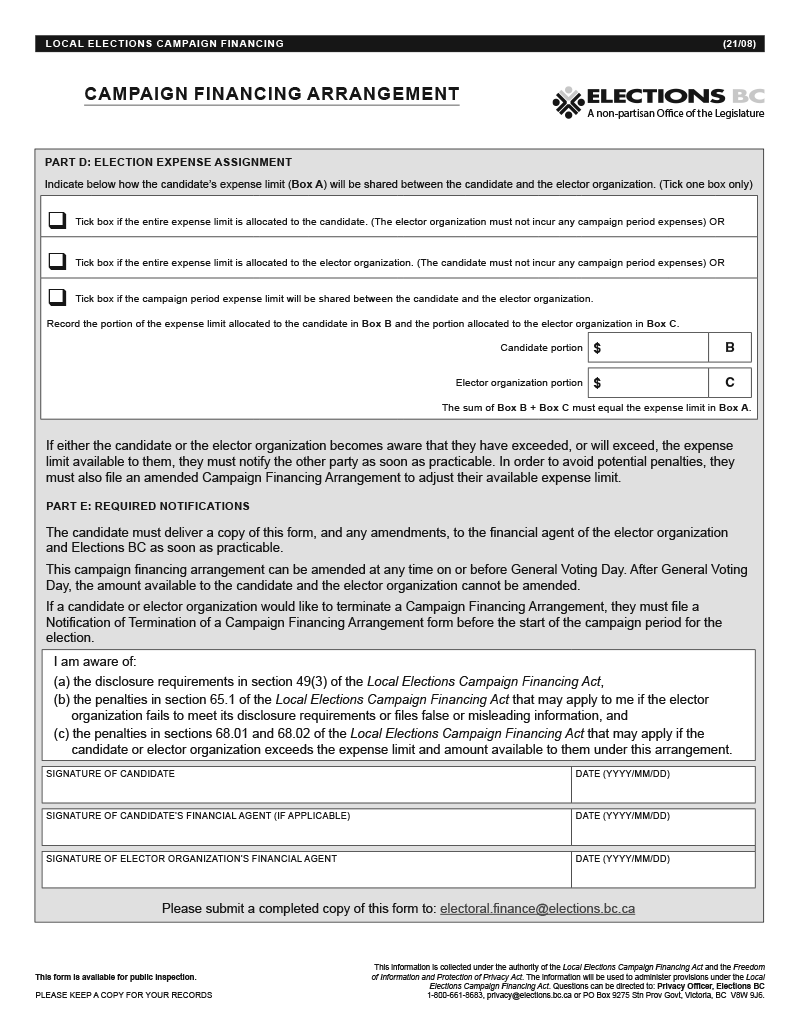 LOCAL ELECTIONS CAMPAIGN FINANCING (21/08)
CAMPAIGN FINANCING ARRANGEMENT
ELECTIONS BC
A non-partisan Office of the Legislature
PART D: ELECTION EXPENSE ASSIGNMENT
Indicate below how the candidate's expense limit (Box A) will be shared between the candidate and the elector organization. (Tick one box only)
Tick box if the entire expense limit is allocated to the candidate. (The elector organization must not incur any campaign period expenses) OR
Tick box if the entire expense limit is allocated to the elector organization. (The candidate must not incur any campaign period expenses) OR
Tick box if the campaign period expense limit will be shared between the candidate and the elector organization.
Record the portion of the expense limit allocated to the candidate in Box B and the portion allocated to the elector organization in Box C.
Candidate portion $ B
Elector organization portion $ C
The sum of Box B + Box C must equal the expense limit in Box A.
If either the candidate or the elector organization becomes aware that they have exceeded, or will exceed, the expense
limit available to them, they must notify the other party as soon as practicable. In order to avoid potential penalties, they
must also file an amended Campaign Financing Arrangement to adjust their available expense limit.
PART E: REQUIRED NOTIFICATIONS
The candidate must deliver a copy of this form, and any amendments, to the financial agent of the elector organization
and Elections BC as soon as practicable.
This campaign financing arrangement can be amended at any time on or before General Voting Day. After General Voting
Day, the amount available to the candidate and the elector organization cannot be amended.
If a candidate or elector organization would like to terminate a Campaign Financing Arrangement, they must file a
Notification of Termination of a Campaign Financing Arrangement form before the start of the campaign period for the
election.
I am aware of:
(a) the disclosure requirements in section 49(3) of the Local Elections Campaign Financing Act,
(b) the penalties in section 65.1 of the Local Elections Campaign Financing Act that may apply to me if the elector
organization fails to meet its disclosure requirements or files false or misleading information, and
(c) the penalties in sections 68.01 and 68.02 of the Local Elections Campaign Financing Act that may apply if the
candidate or elector organization exceeds the expense limit and amount available to them under this arrangement.
SIGNATURE OF CANDIDATE DATE (YYYY/MM/DD)
SIGNATURE OF CANDIDATE'S FINANCIAL AGENT (IF APPLICABLE) DATE (YYYY/MM/DD)
SIGNATURE OF ELECTOR ORGANIZATION'S FINANCIAL AGENT DATE (YYYY/MM/DD)
Please submit a completed copy of this form to: electoral.finance@elections.bc.ca
This form is available for public inspection.
PLEASE KEEP A COPY FOR YOUR RECORDS
This information is collected under the authority of the Local Elections Campaign Financing Act and the Freedom
of Information and Protection of Privacy Act. The information will be used to administer provisions under the Local
Elections Campaign Financing Act. Questions can be directed to: Privacy Officer, Elections BC
1-800-661-8683, privacy@elections.bc.ca or PO Box 9275 Stn Prov Govt, Victoria, BC V8W 9J6.